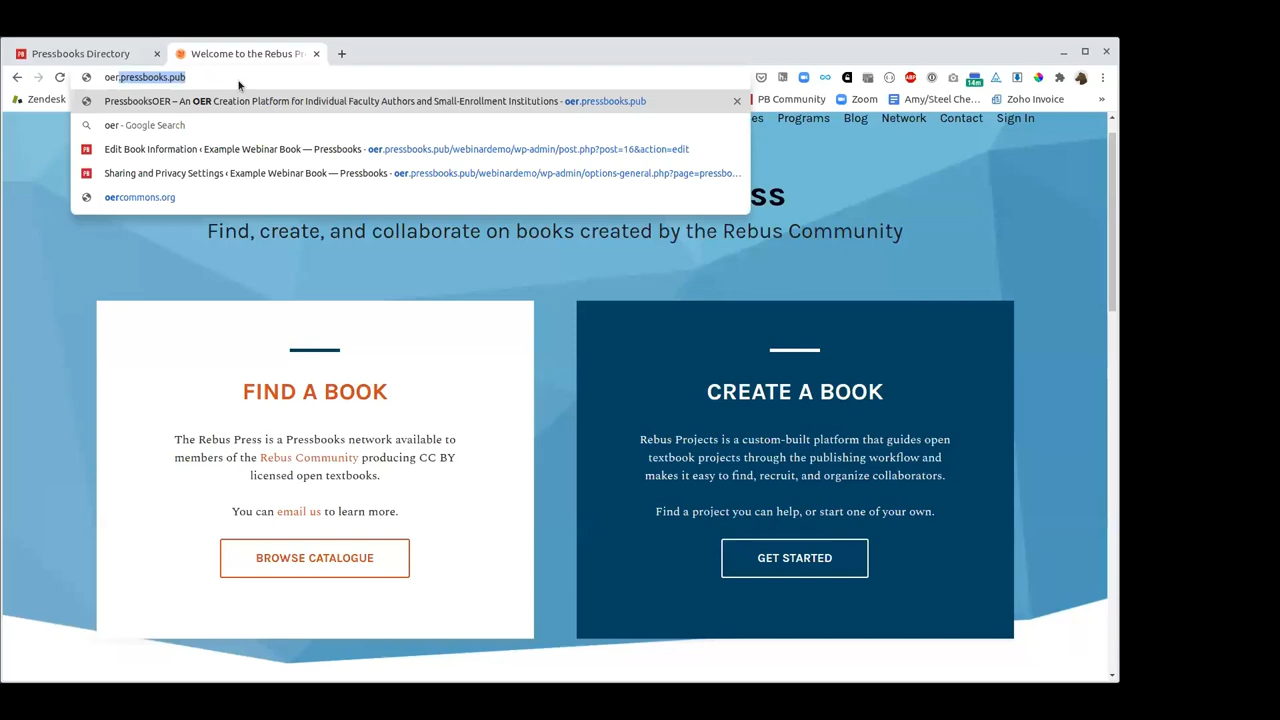 Pressbooks Directory
Welcome to the Rebus Pr
oer.pressbooks.pub
14m
Zendesk
PB Community
Zoom
Amy/Steel Che…
Zoho Invoice
»
PressbooksOER – An OER Creation Platform for Individual Faculty Authors and Small-Enrollment Institutions - oer.pressbooks.pub
oer - Google Search
Edit Book Information ‹ Example Webinar Book — Pressbooks - oer.pressbooks.pub/webinardemo/wp-admin/post.php?post=16&action=edit
Sharing and Privacy Settings ‹ Example Webinar Book — Pressbooks - oer.pressbooks.pub/webinardemo/wp-admin/options-general.php?page=pressbo…
oercommons.org
es Programs Blog Network Contact Sign In
ss
Find, create, and collaborate on books created by the Rebus Community
FIND A BOOK
The Rebus Press is a Pressbooks network available to
members of the Rebus Community producing CC BY
licensed open textbooks.
You can email us to learn more.
BROWSE CATALOGUE
CREATE A BOOK
Rebus Projects is a custom-built platform that guides open
textbook projects through the publishing workflow and
makes it easy to find, recruit, and organize collaborators.
Find a project you can help, or start one of your own.
GET STARTED